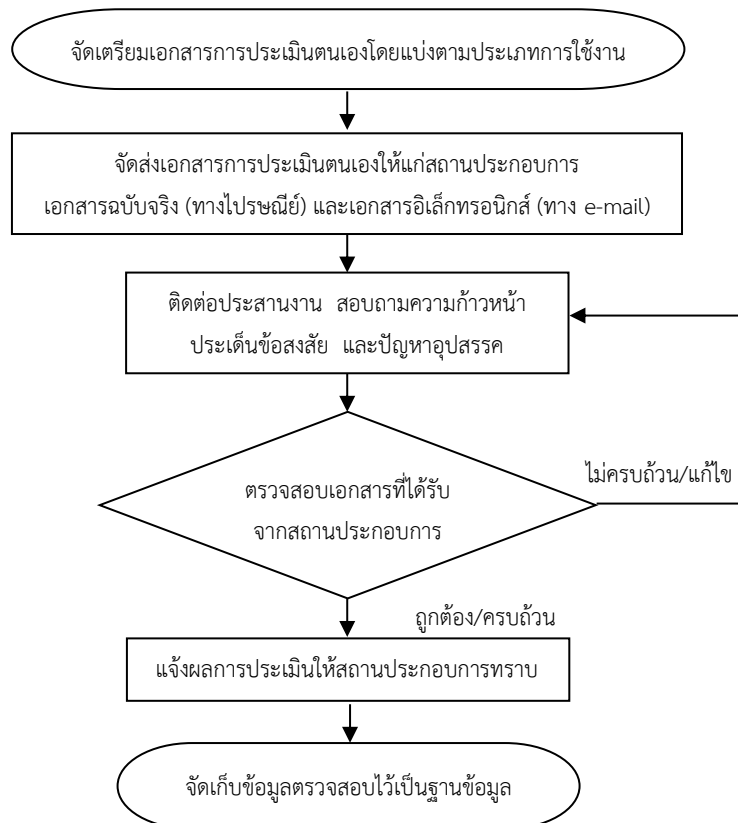 จัดเตรียมเอกสารการประเมินตนเองโดยแบ่งตามประเภทการใช้งาน
จัดส่งเอกสารการประเมินตนเองให้แก่สถานประกอบการ
เอกสารฉบับจริง (ทางไปรษณีย์) และเอกสารอิเล็กทรอนิกส์ (ทาง e-mail)
ติดต่อประสานงาน สอบถามความก้าวหน้า
ประเด็นข้อสงสัย และปัญหาอุปสรรค
ตรวจสอบเอกสารที่ได้รับ
จากสถานประกอบการ
ไม่ครบถ้วน/แก้ไข
ถูกต้อง/ครบถ้วน
แจ้งผลการประเมินให้สถานประกอบการทราบ
จัดเก็บข้อมูลตรวจสอบไว้เป็นฐานข้อมูล